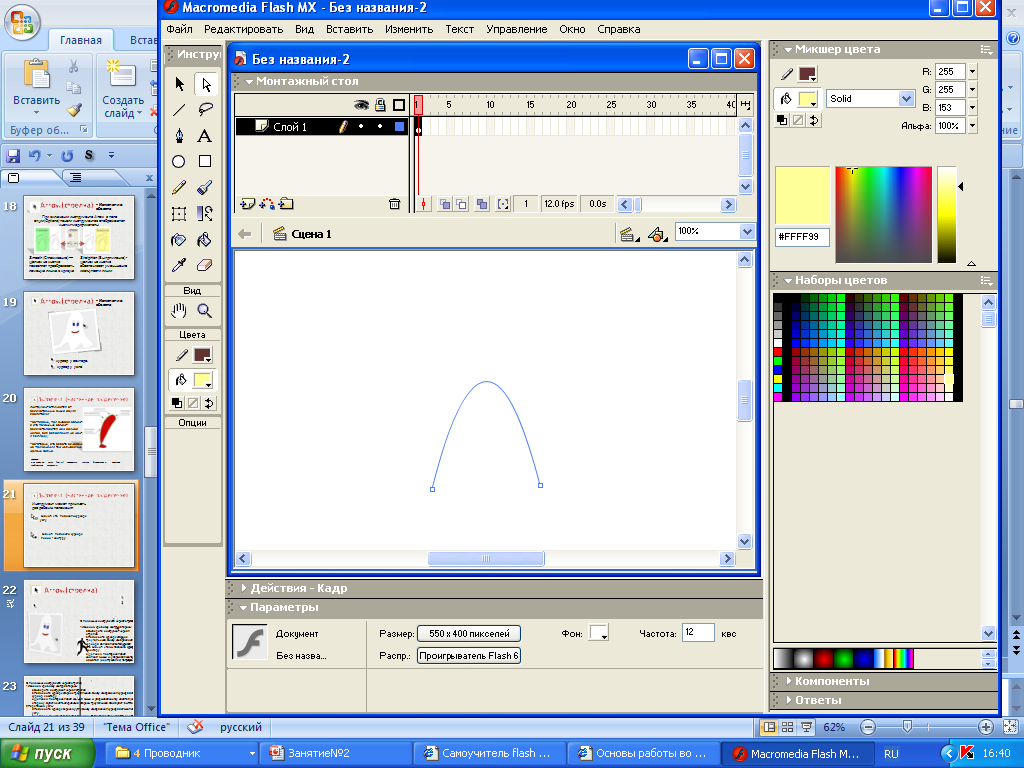 Macromedia Flash MX - Без названия-2
Файл Редактировать Вид Вставить Изменить Текст Управление Окно Справка
Главная Встав
Вставить
Создать слайд
Буфер обм...
18
19
20
21
22
23
Инстру
Вид
Цвета
Опции
Без названия-2
Монтажный стол
1 5 10 15 20 25 30 35 40
Слой 1
1 12.0 fps 0.0s
Сцена 1
100%
Действия - Кадр
Параметры
Документ
Без назва...
Размер: 550 x 400 пикселей
Фон:
Частота: 12 квс
Распр.: Проигрыватель Flash 6
Микшер цвета
R: 255
Solid
G: 255
B: 153
Альфа: 100%
#FFFF99
Наборы цветов
Компоненты
Ответы
Слайд 21 из 39 "Тема Office" русский
62%
пуск
4 Проводник
Занятие№2
Самоучитель flash ...
Основы работы во ...
Macromedia Flash M...
RU
16:40